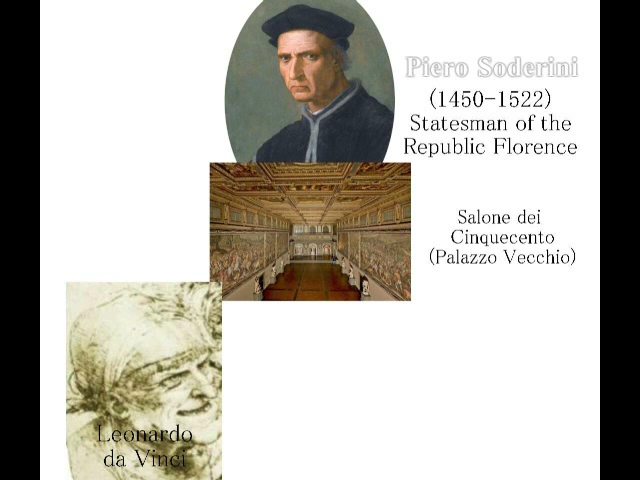 Piero Soderini
(1450-1522)
Statesman of the
Republic Florence
Salone dei
Cinquecento
(Palazzo Vecchio)
Leonardo
da Vinci